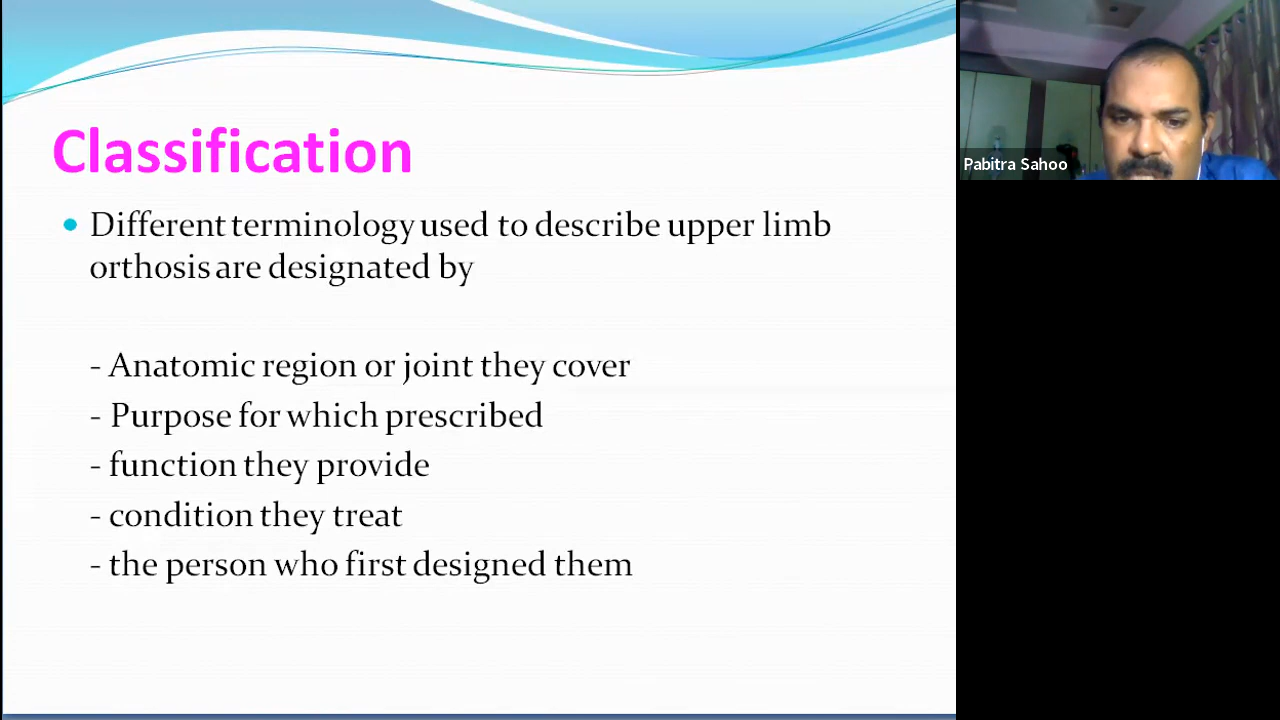 Classification
Different terminology used to describe upper limb
orthosis are designated by
- Anatomic region or joint they cover
- Purpose for which prescribed
- function they provide
- condition they treat
- the person who first designed them
Pabitra Sahoo